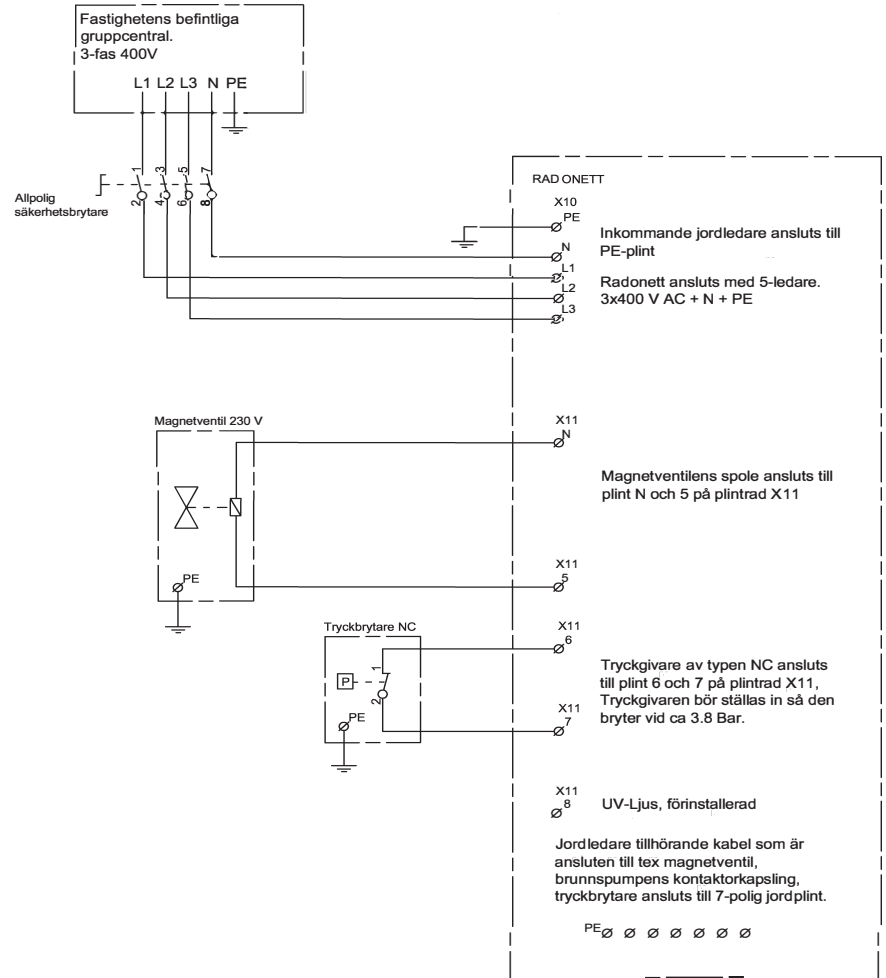 Fastighetens befintliga
gruppcentral.
3-fas 400V
L1 L2 L3 N PE
1 3 5 7
2 4 6 8
Allpolig
säkerhetsbrytare
RAD ONETT
X10
PE
N
L1
L2
L3
Inkommande jordledare ansluts till
PE-plint
Radonett ansluts med 5-ledare.
3x400 V AC + N + PE
Magnetventil 230 V
PE
X11
N
Magnetventilens spole ansluts till
plint N och 5 på plintrad X11
X11
5
Tryckbrytare NC
1
P
2
PE
X11
6
Tryckgivare av typen NC ansluts
till plint 6 och 7 på plintrad X11,
Tryckgivaren bör ställas in så den
bryter vid ca 3.8 Bar.
X11
7
X11
8
UV-Ljus, förinstallerad
Jordledare tillhörande kabel som är
ansluten till tex magnetventil,
brunnspumpens kontaktorkapsling,
tryckbrytare ansluts till 7-polig jordplint.
PE